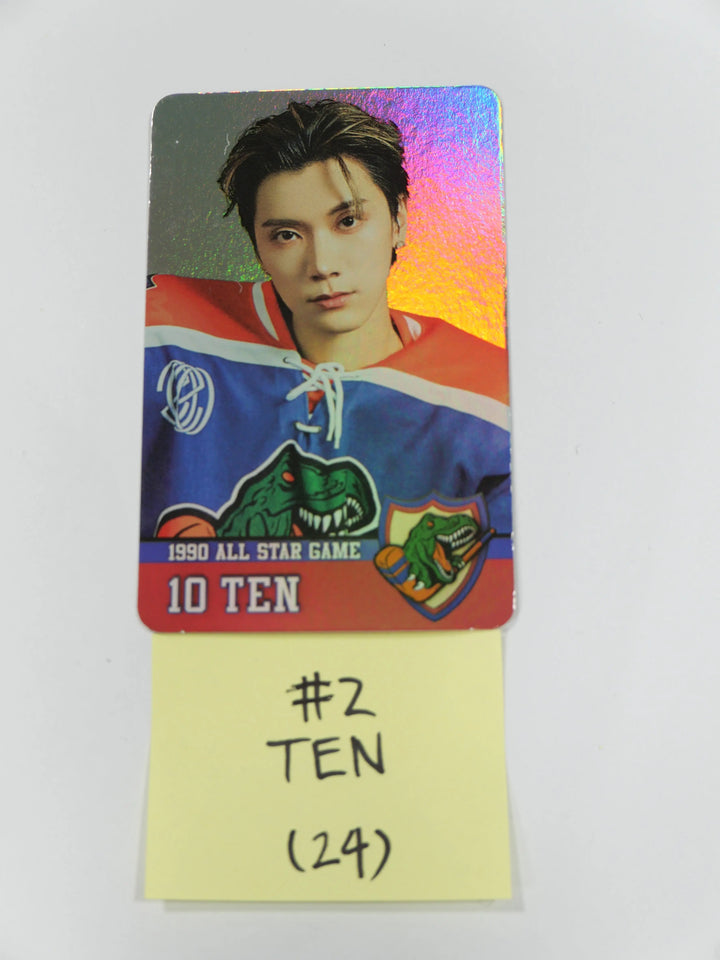 1990 ALL STAR GAME
10 TEN
#2
TEN
(24)